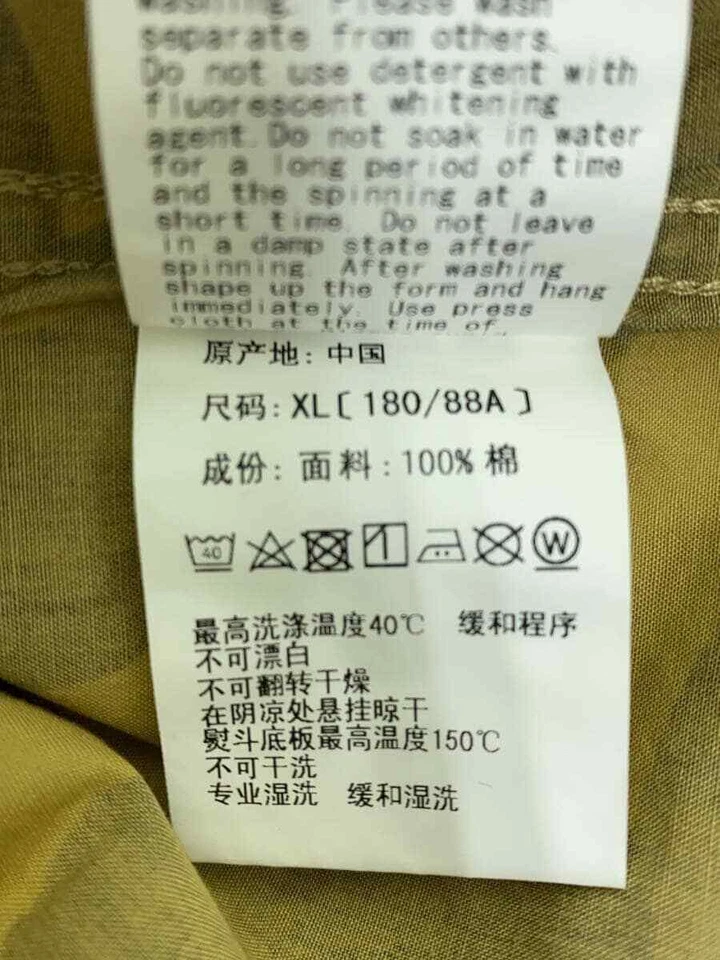 washing. Please wash
separate from others.
Do not use detergent with
fluorescent whitening
agent.Do not soak in water
for a long period of time
and the spinning at a
short time. Do not leave
in a damp state after
spinning. After washing
shape up the form and hang
immediately. Use press
cloth at the time of
原产地：中国
尺码：XL〔180/88A〕
成份：面料：100% 棉
40 W
最高洗涤温度40℃ 缓和程序
不可漂白
不可翻转干燥
在阴凉处悬挂晾干
熨斗底板最高温度150℃
不可干洗
专业湿洗 缓和湿洗